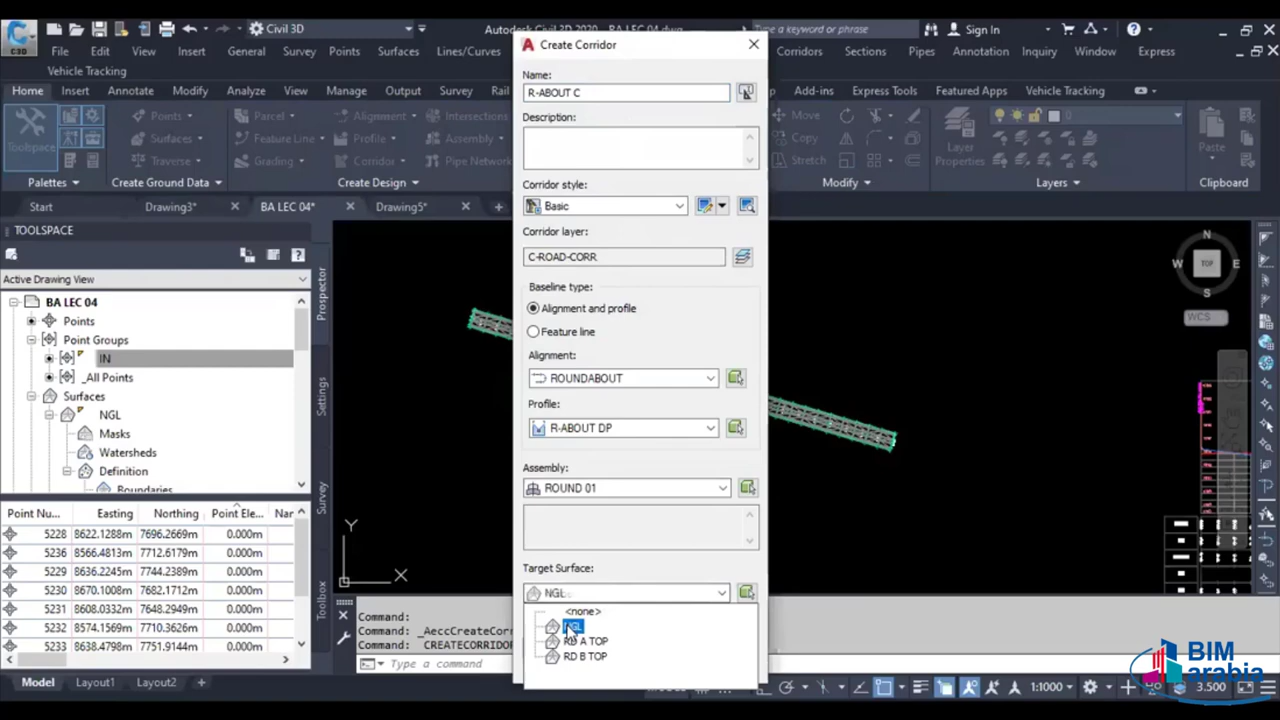 Autodesk Civil 3D 2020 BA LEC 04.dwg
Type a keyword or phrase
Sign In
Civil 3D
C3D
File Edit View Insert General Survey Points Surfaces Lines/Curves
Corridors Sections Pipes Annotation Inquiry Window Express
Vehicle Tracking
Home Insert Annotate Modify Analyze View Manage Output Survey Rail
Add-ins Express Tools Featured Apps Vehicle Tracking
Toolspace
Points
Surfaces
Traverse
Parcel
Feature Line
Grading
Alignment
Profile
Corridor
Intersections
Assembly
Pipe Network
Move
Copy
Stretch
Layer
Properties
0
Paste
Palettes Create Ground Data Create Design Modify Layers Clipboard
Start Drawing3* BA LEC 04* Drawing5*
TOOLSPACE
Active Drawing View
BA LEC 04
Points
Point Groups
IN
_All Points
Surfaces
NGL
Masks
Watersheds
Definition
Boundaries
Prospector
Settings
Survey
Toolbox
Point Nu... Easting Northing Point Ele...
5228 8622.1288m 7696.2669m 0.000m
5236 8566.4813m 7712.6179m 0.000m
5229 8636.2245m 7744.2389m 0.000m
5230 8670.1008m 7682.1712m 0.000m
5231 8608.0332m 7648.2949m 0.000m
5232 8574.1569m 7710.3626m 0.000m
5233 8638.4798m 7751.9144m 0.000m
Create Corridor
Name:
R-ABOUT C
Description:
Corridor style:
Basic
Corridor layer:
C-ROAD-CORR
Baseline type:
Alignment and profile
Feature line
Alignment:
ROUNDABOUT
Profile:
R-ABOUT DP
Assembly:
ROUND 01
Target Surface:
NGL
<none>
NGL
RD A TOP
RD B TOP
N
W TOP E
S
WCS
Y
X
Command:
Command: _AeccCreateCorr
Command: CREATECORRIDOR
Type a command
Model Layout1 Layout2
1:1000
3.500
BIM
arabia